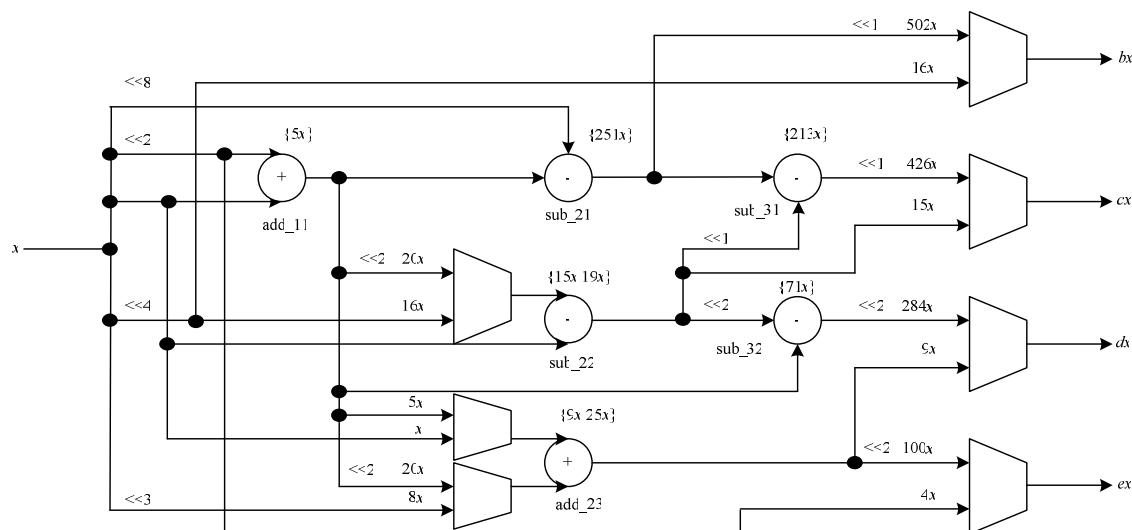 <<1 502x
bx
16x
<<8
<<2
{5x}
{251x}
{213x}
+
-
-
<<1 426x
add_11
sub_21
sub_31
15x
cx
x
<<1
<<2 20x
{15x 19x}
{71x}
<<4
16x
-
<<2
-
<<2 284x
sub_22
sub_32
9x
dx
5x
{9x 25x}
x
<<2 100x
<<2 20x
+
ex
<<3
8x
add_23
4x